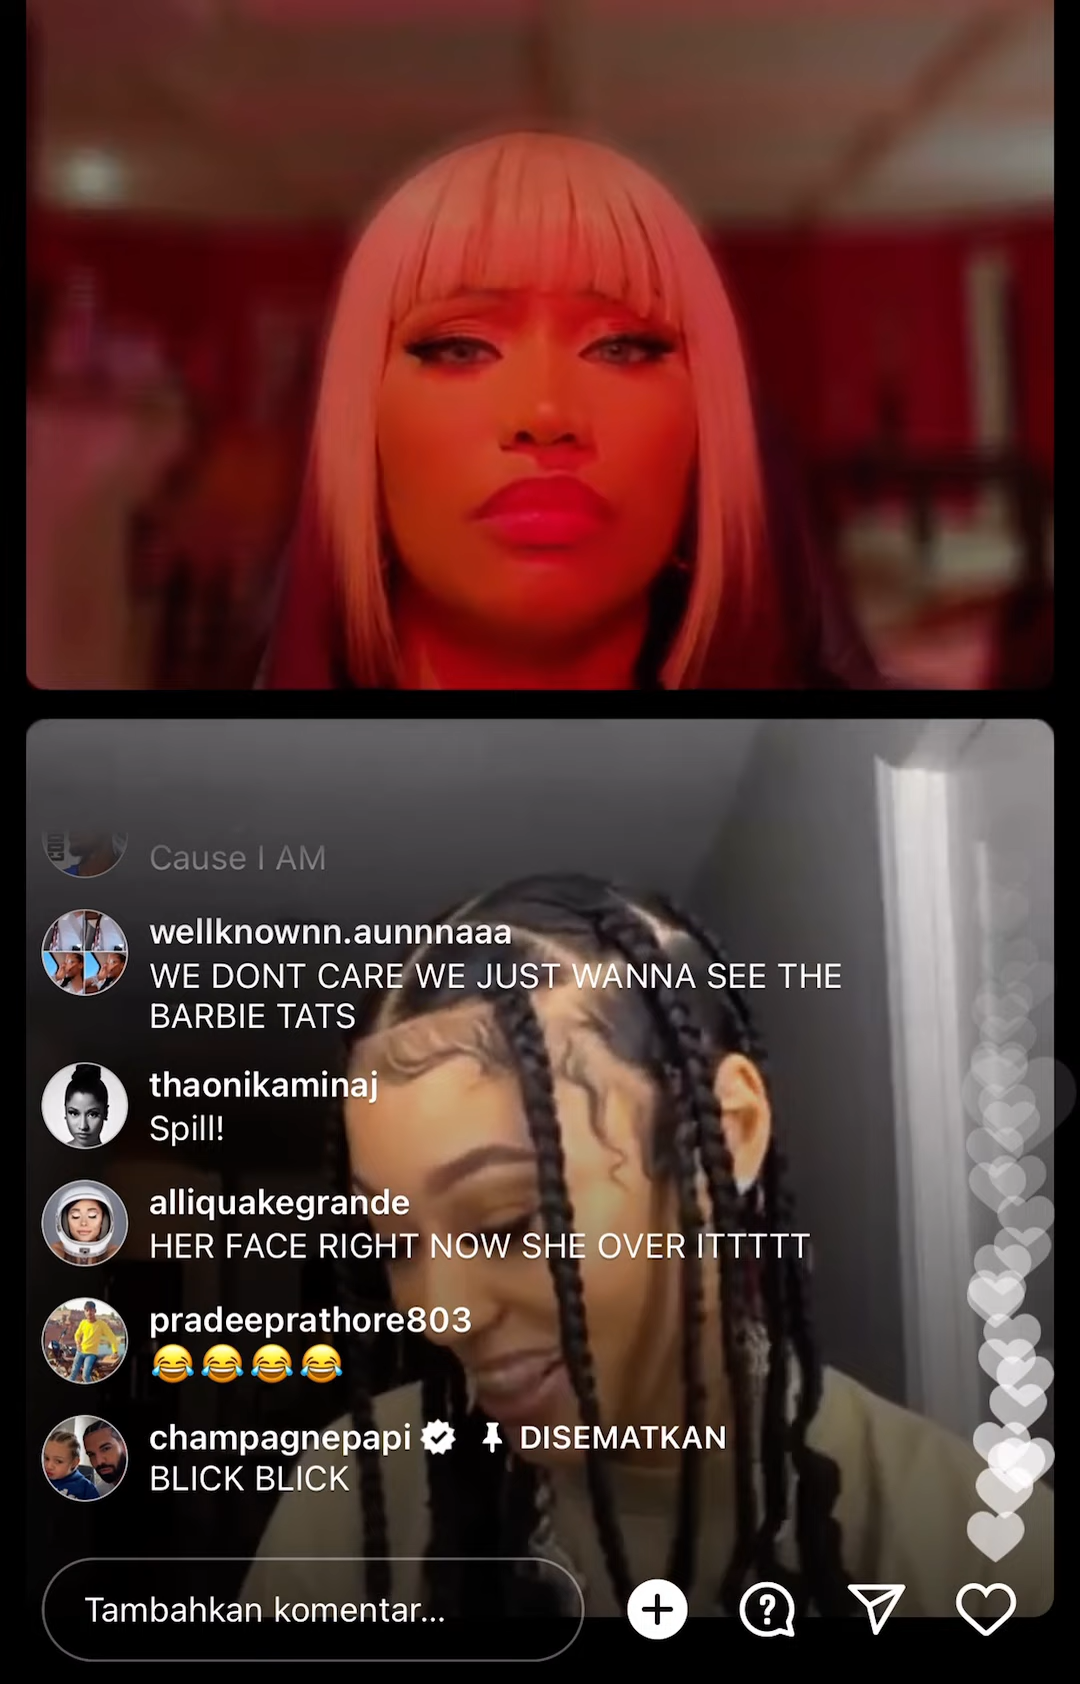 Cause I AM
wellknownn.aunnnaaa
WE DONT CARE WE JUST WANNA SEE THE
BARBIE TATS
thaonikaminaj
Spill!
alliquakegrande
HER FACE RIGHT NOW SHE OVER ITTTTT
pradeeprathore803
😂😂😂😂
champagnepapi DISEMATKAN
BLICK BLICK
Tambahkan komentar...